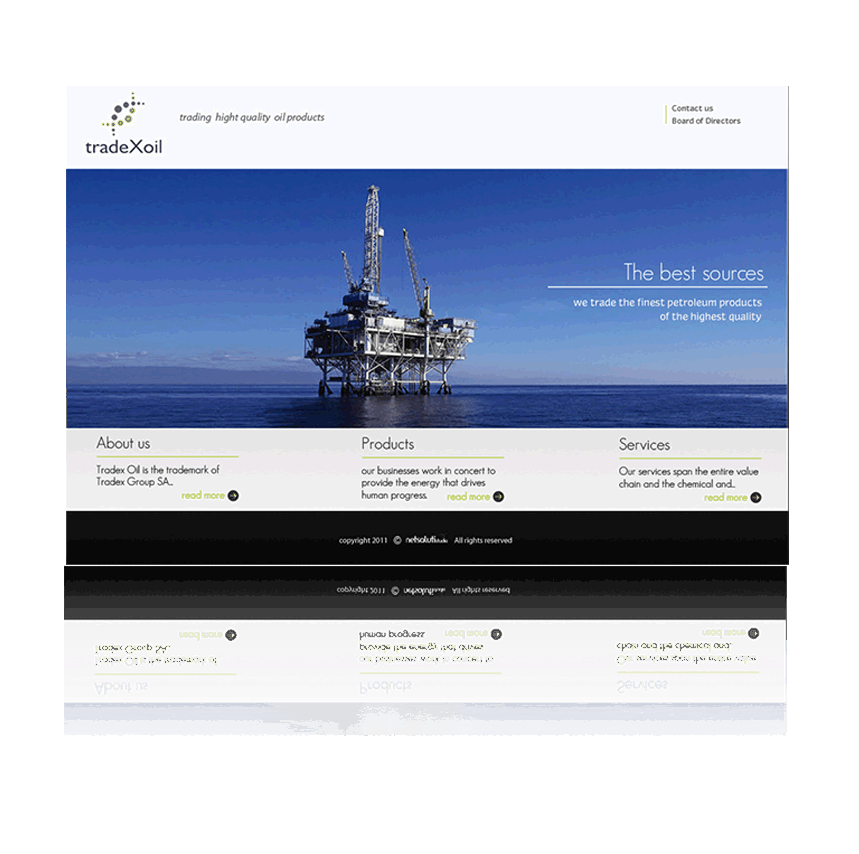 tradeXoil
trading hight quality oil products
Contact us
Board of Directors
The best sources
we trade the finest petroleum products
of the highest quality
About us
Tradex Oil is the trademark of
Tradex Group SA...
read more
Products
our businesses work in concert to
provide the energy that drives
human progress.
read more
Services
Our services span the entire value
chain and the chemical and...
read more
copyright 2011 © All rights reserved